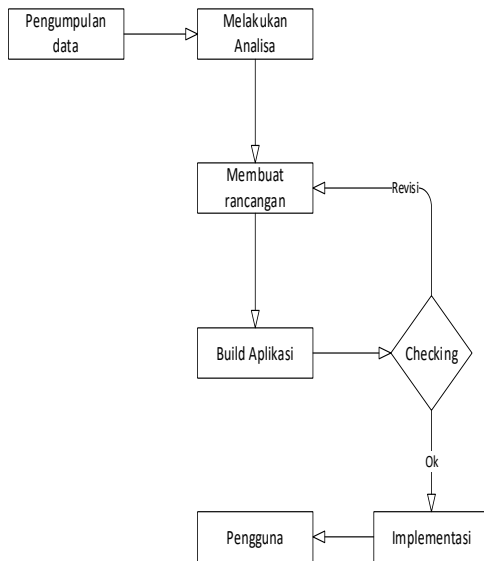 Pengumpulan
data
Melakukan
Analisa
Membuat
rancangan
Revisi
Build Aplikasi
Checking
Ok
Pengguna
Implementasi